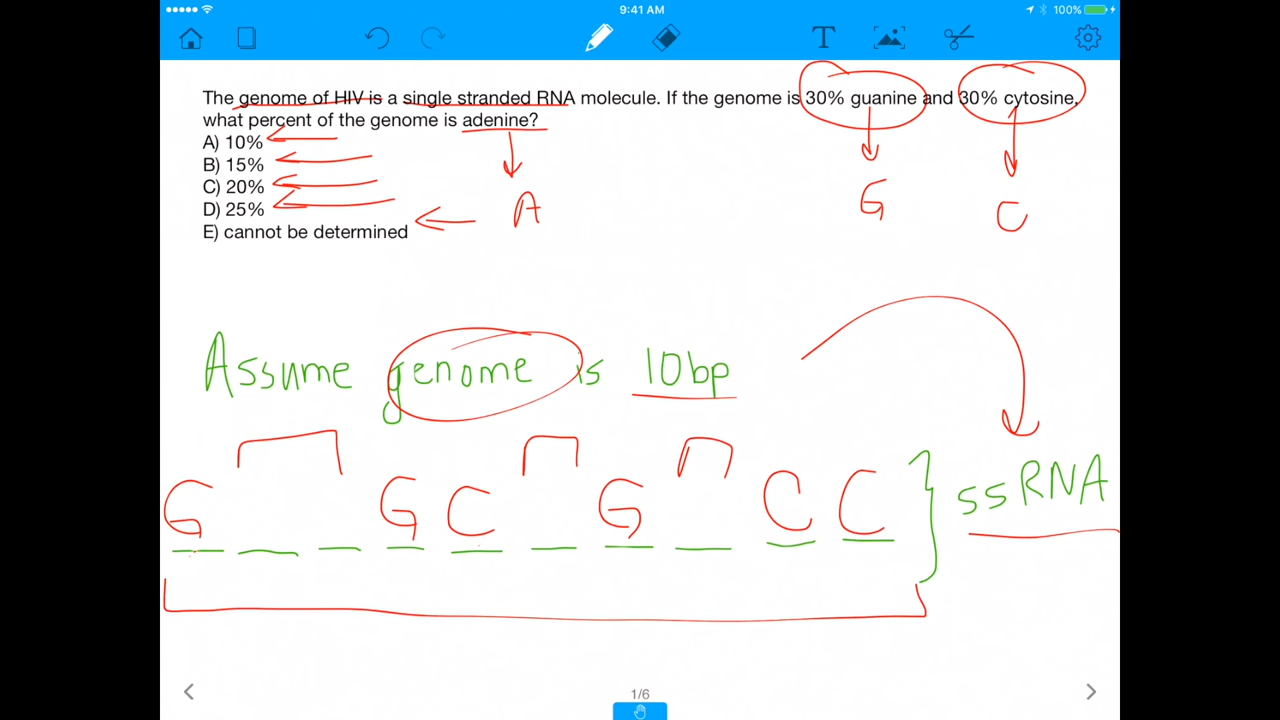 9:41 AM
100%
T
The genome of HIV is a single stranded RNA molecule. If the genome is 30% guanine and 30% cytosine,
what percent of the genome is adenine?
A) 10%
B) 15%
C) 20%
D) 25%
E) cannot be determined
A G C
Assume genome is 10bp
G G C G C C ssRNA
1/6